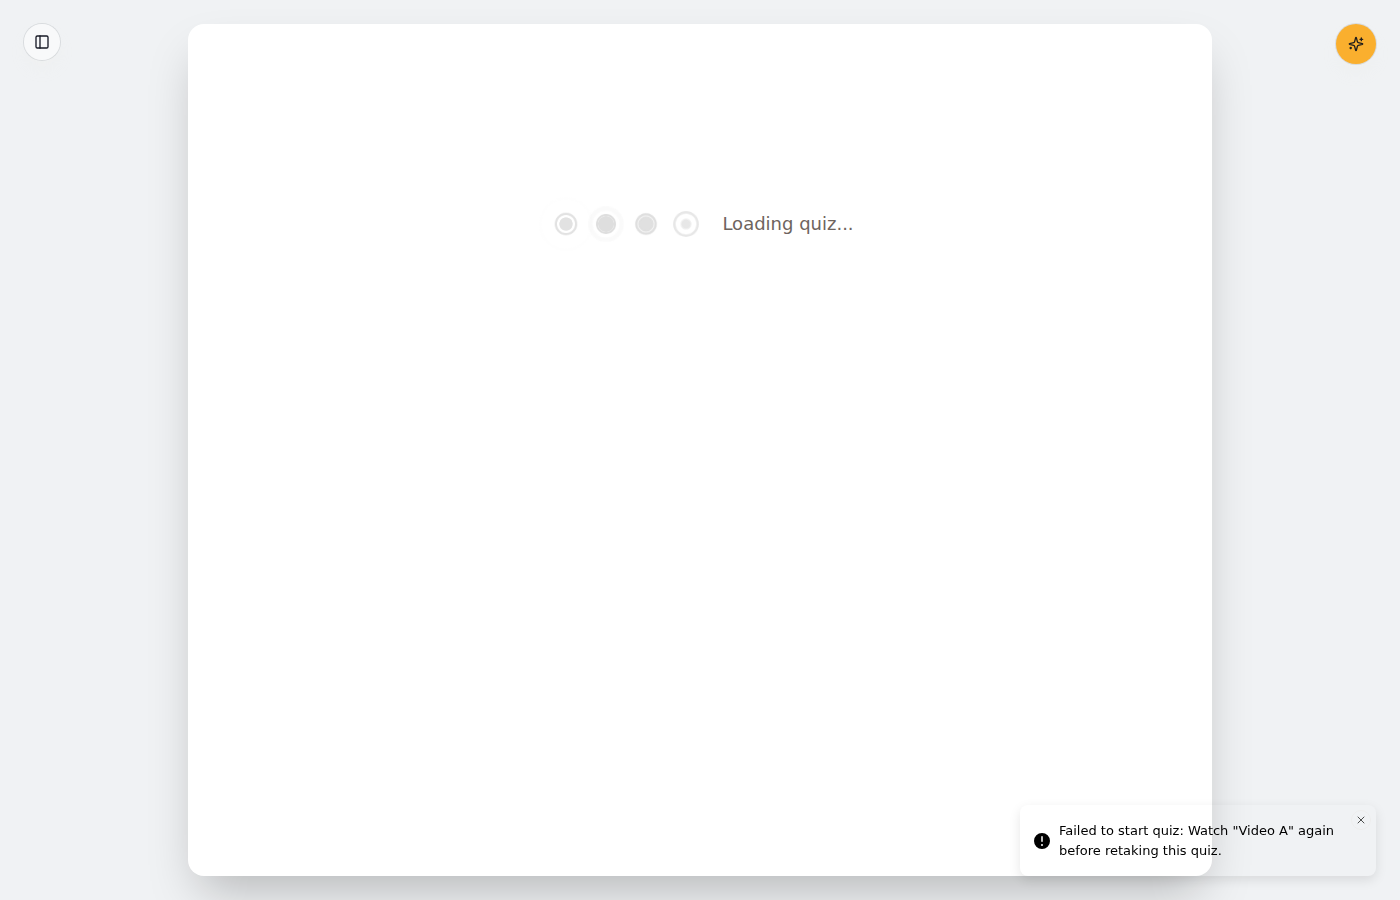 Loading quiz...
Failed to start quiz: Watch "Video A" again
before retaking this quiz.